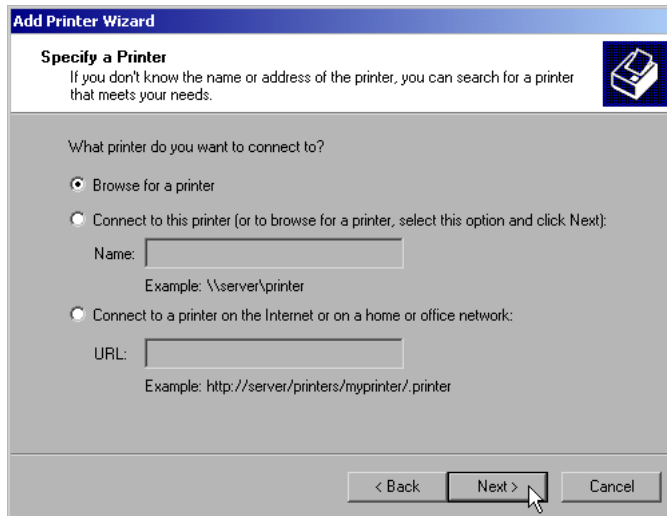 Add Printer Wizard
Specify a Printer
If you don't know the name or address of the printer, you can search for a printer
that meets your needs.
What printer do you want to connect to?
Browse for a printer
Connect to this printer (or to browse for a printer, select this option and click Next):
Name:
Example: \\server\printer
Connect to a printer on the Internet or on a home or office network:
URL:
Example: http://server/printers/myprinter/.printer
< Back Next > Cancel